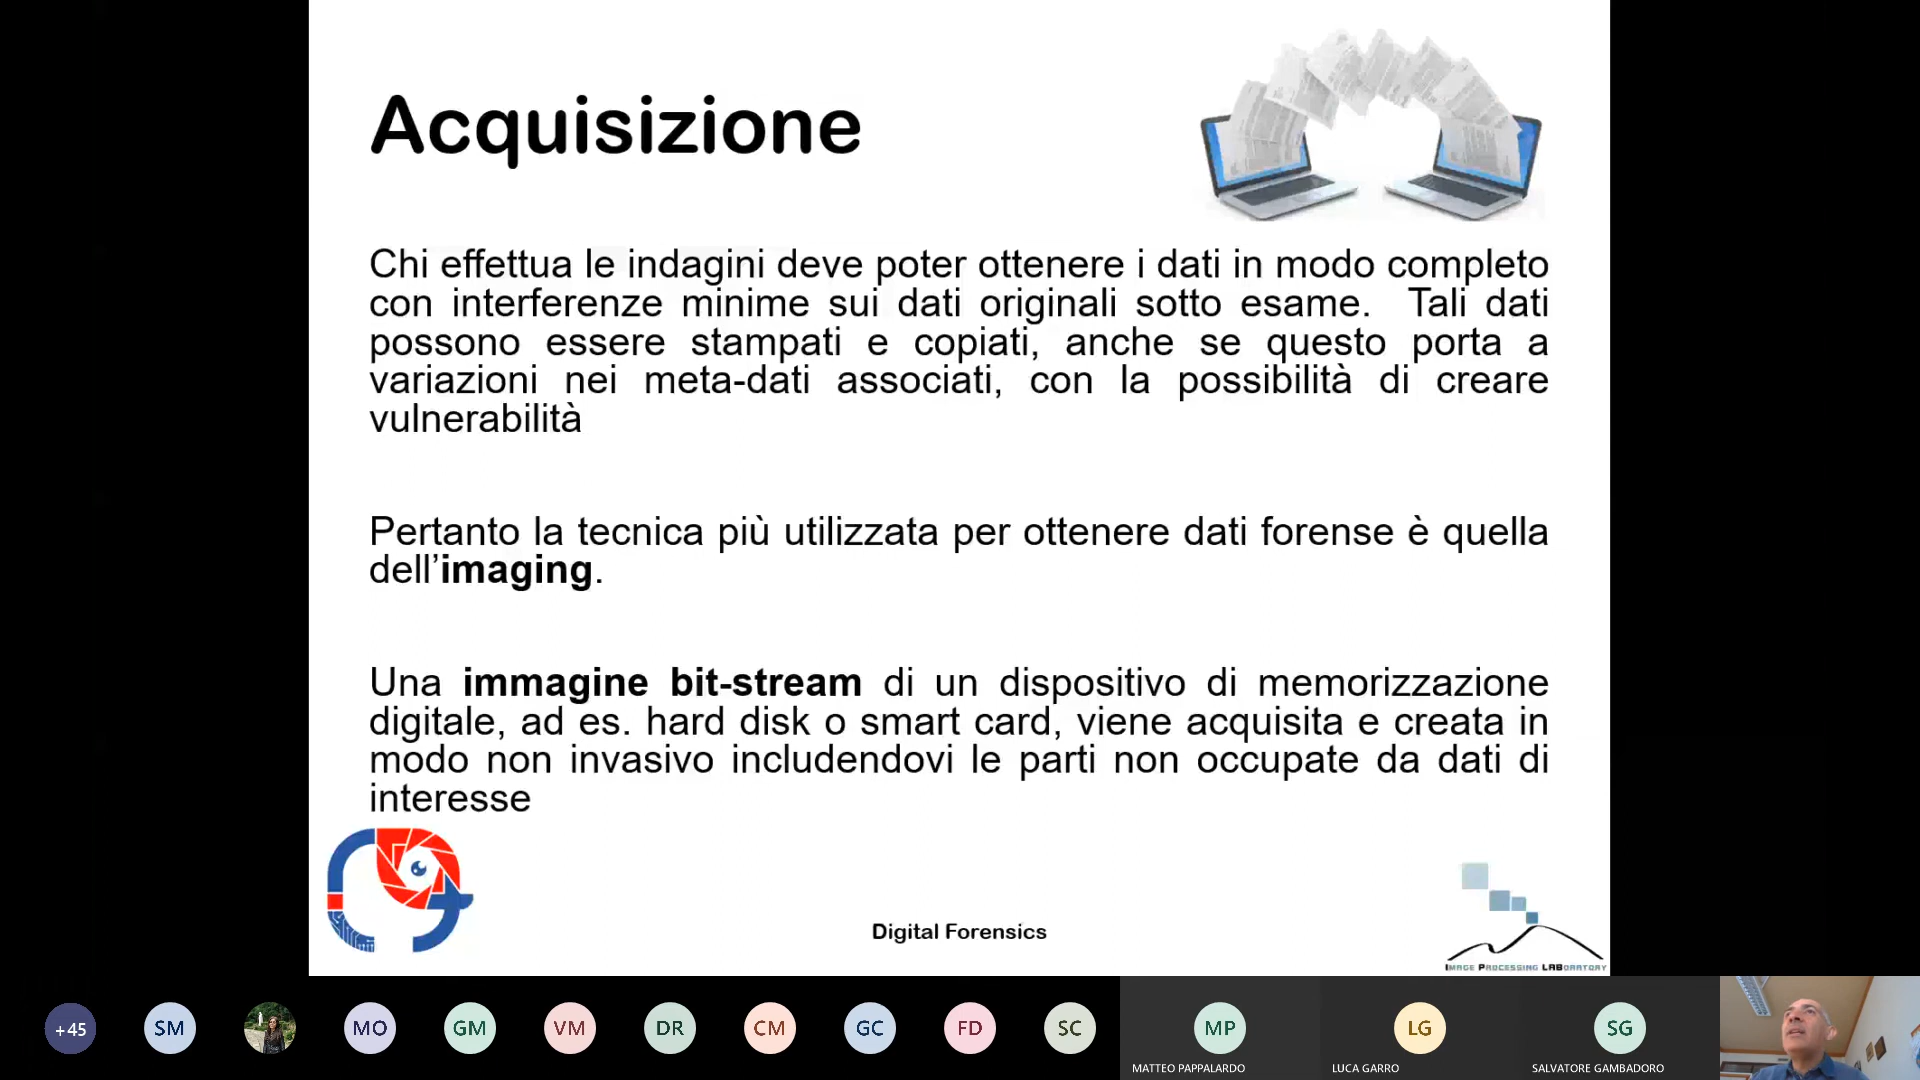 Acquisizione
Chi effettua le indagini deve poter ottenere i dati in modo completo
con interferenze minime sui dati originali sotto esame. Tali dati
possono essere stampati e copiati, anche se questo porta a
variazioni nei meta-dati associati, con la possibilità di creare
vulnerabilità
Pertanto la tecnica più utilizzata per ottenere dati forense è quella
dell’imaging.
Una immagine bit-stream di un dispositivo di memorizzazione
digitale, ad es. hard disk o smart card, viene acquisita e creata in
modo non invasivo includendovi le parti non occupate da dati di
interesse
Digital Forensics
IMAGE PROCESSING LABORATORY
+45
SM
MO
GM
VM
DR
CM
GC
FD
SC
MP
LG
SG
MATTEO PAPPALARDO
LUCA GARRO
SALVATORE GAMBADORO